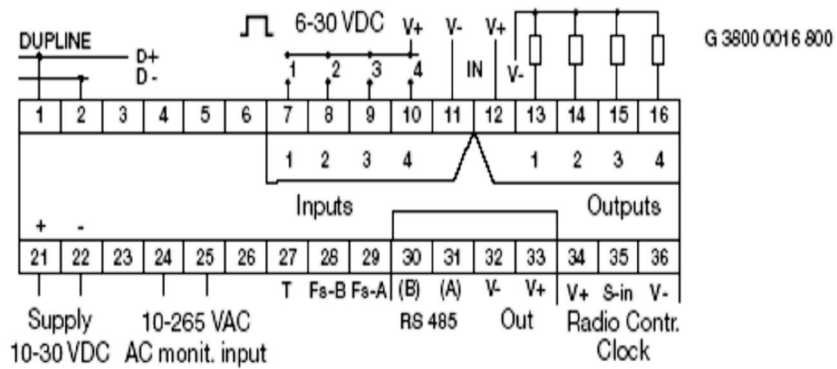 6-30 VDC V+ V- V+
G 3800 0016 800
DUPLINE
D+
D -
1 2 3 4 IN V-
1 2 3 4 5 6 7 8 9 10 11 12 13 14 15 16
1 2 3 4 1 2 3 4
Inputs Outputs
+ -
21 22 23 24 25 26 27 28 29 30 31 32 33 34 35 36
T Fs-B Fs-A (B) (A) V- V+ V+ S-in V-
Supply 10-265 VAC RS 485 Out Radio Contr.
10-30 VDC AC monit. input Clock